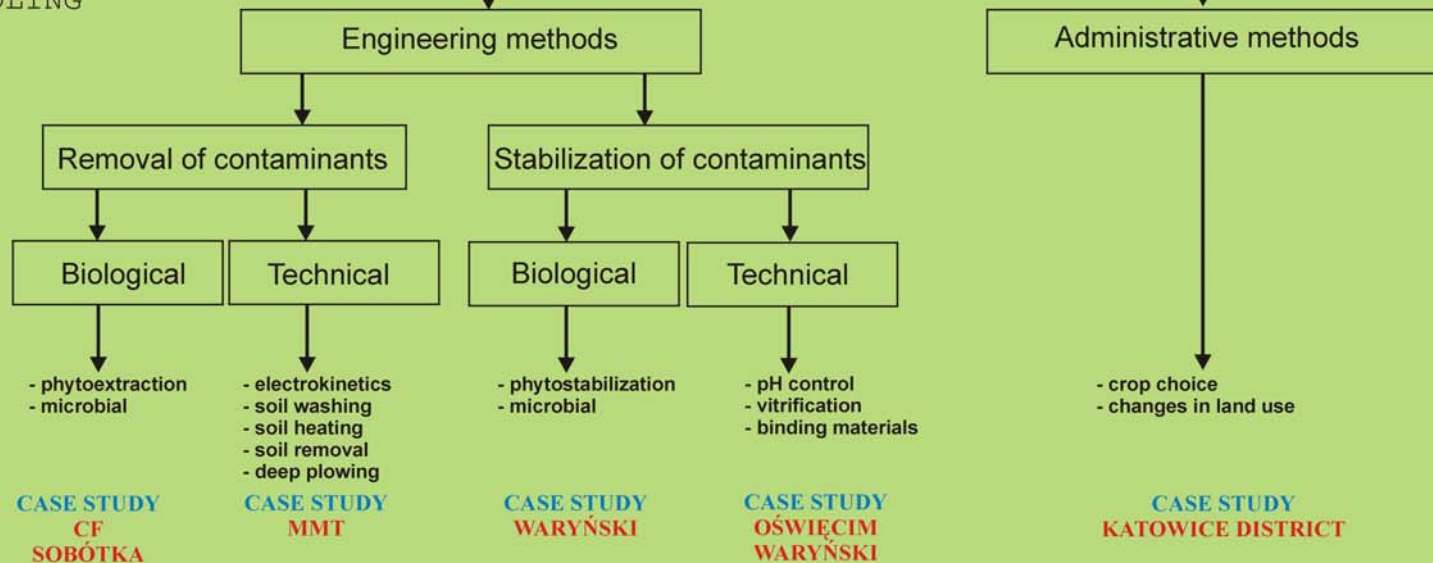 Engineering methods
Administrative methods
Removal of contaminants
Stabilization of contaminants
Biological
Technical
Biological
Technical
- phytoextraction
- microbial
- electrokinetics
- soil washing
- soil heating
- soil removal
- deep plowing
- phytostabilization
- microbial
- pH control
- vitrification
- binding materials
- crop choice
- changes in land use
CASE STUDY
CF
SOBÓTKA
CASE STUDY
MMT
CASE STUDY
WARYŃSKI
CASE STUDY
OŚWIĘCIM
WARYŃSKI
CASE STUDY
KATOWICE DISTRICT